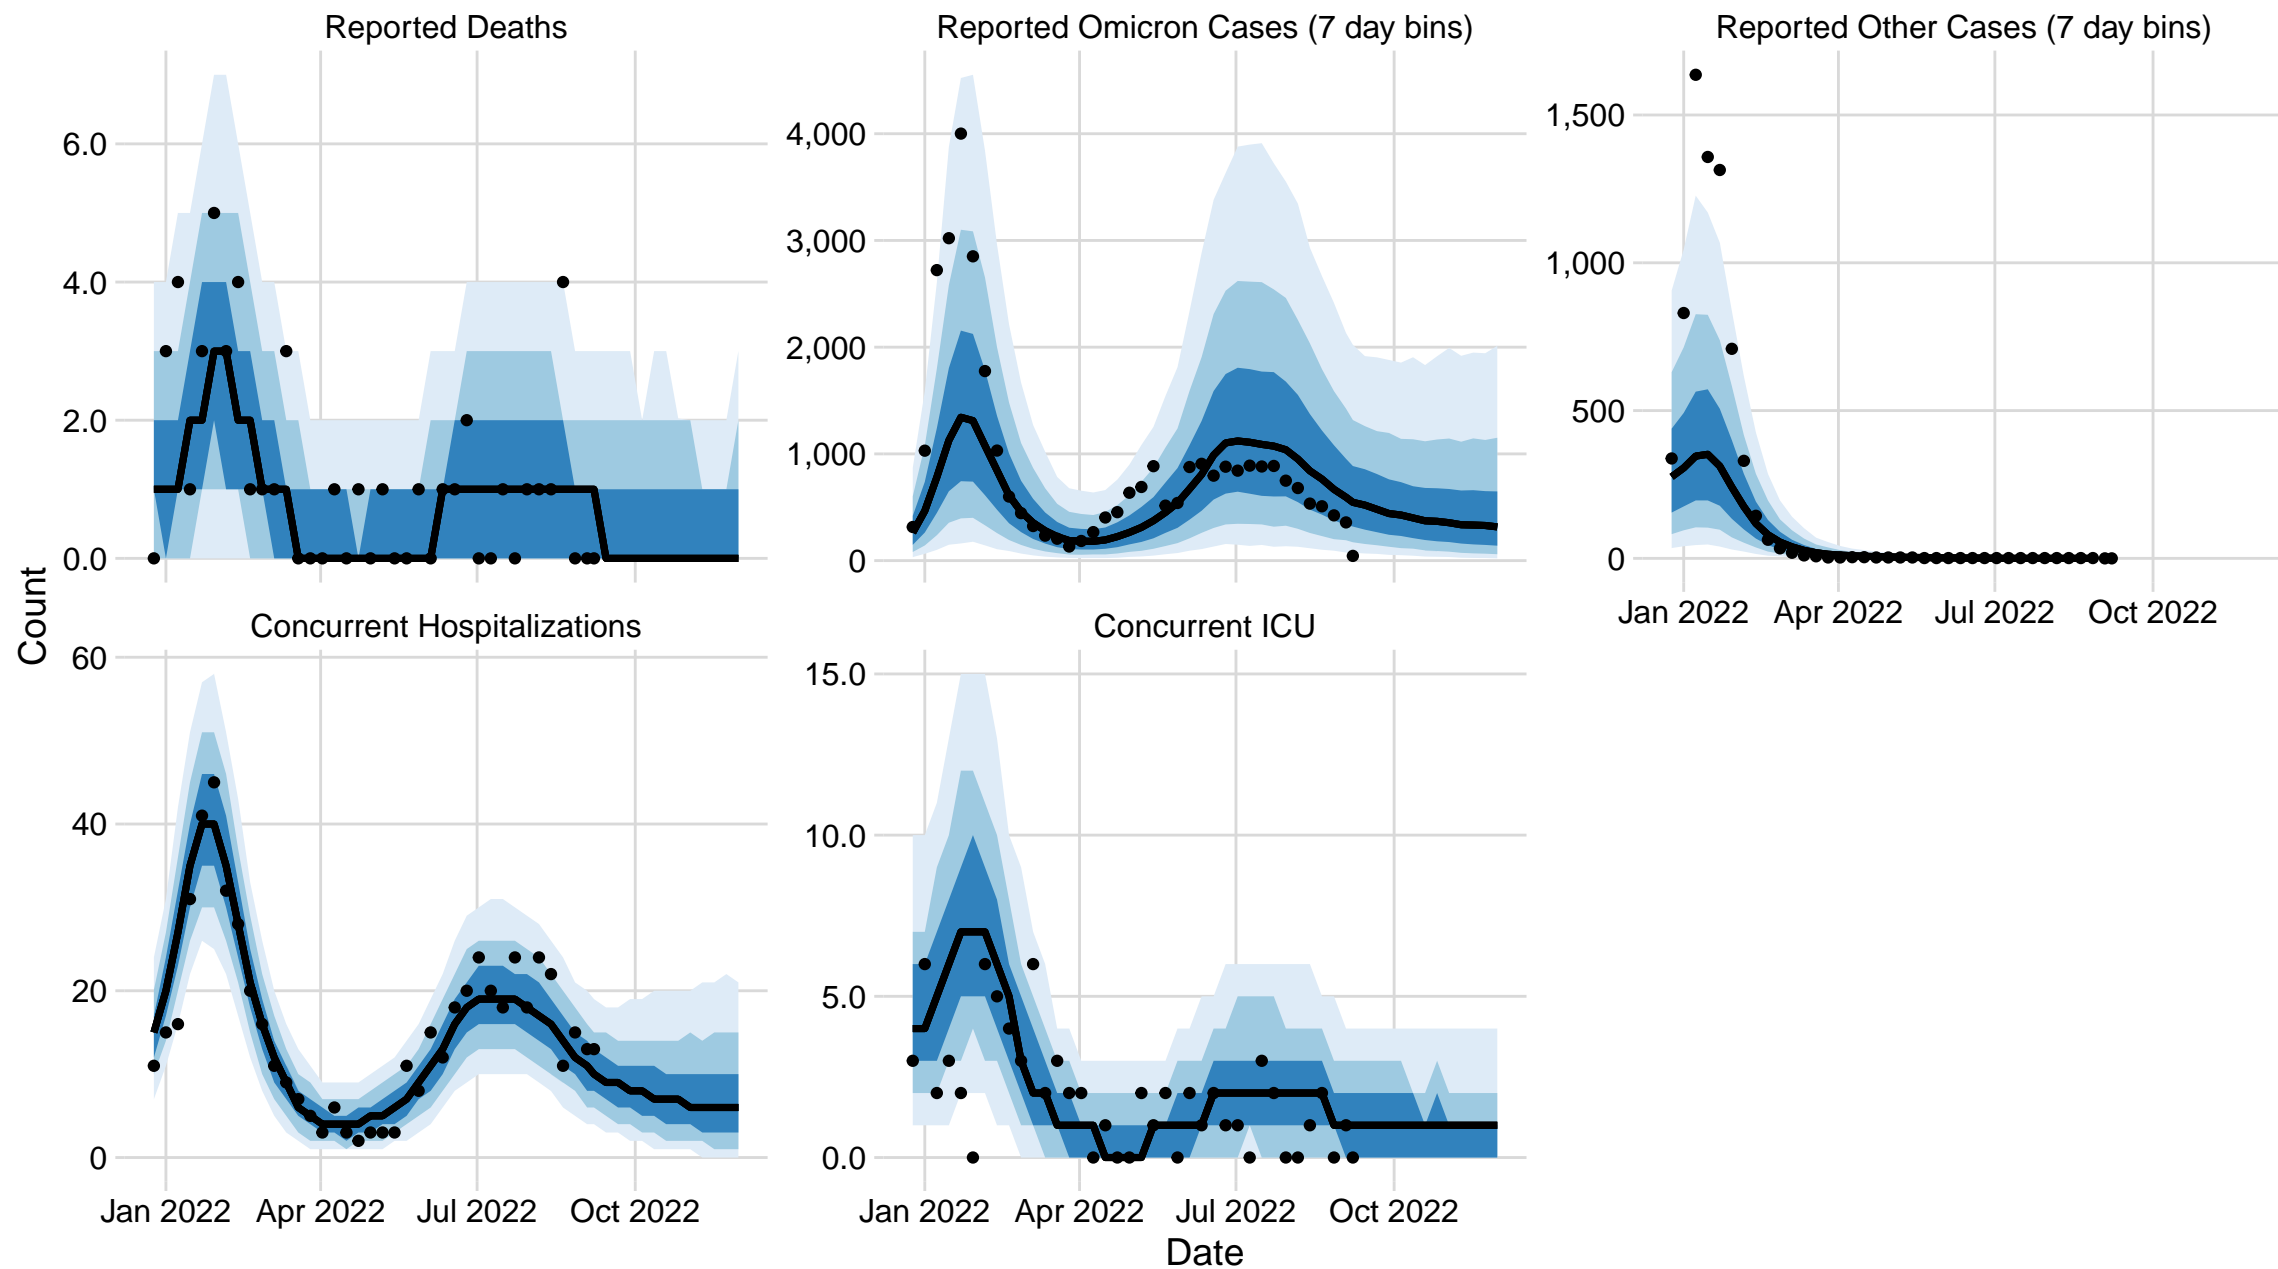 Reported Deaths
Reported Omicron Cases (7 day bins)
Reported Other Cases (7 day bins)
6.0
4.0
2.0
0.0
4,000
3,000
2,000
1,000
0
1,500
1,000
500
0
Jan 2022 Apr 2022 Jul 2022 Oct 2022
Count
Concurrent Hospitalizations
Concurrent ICU
60
40
20
0
15.0
10.0
5.0
0.0
Jan 2022 Apr 2022 Jul 2022 Oct 2022
Jan 2022 Apr 2022 Jul 2022 Oct 2022
Date